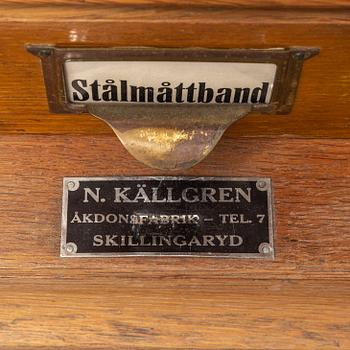 Stålmåttband
N. KÄLLGREN
ÅKDONSFABRIK – TEL. 7
SKILLINGARYD